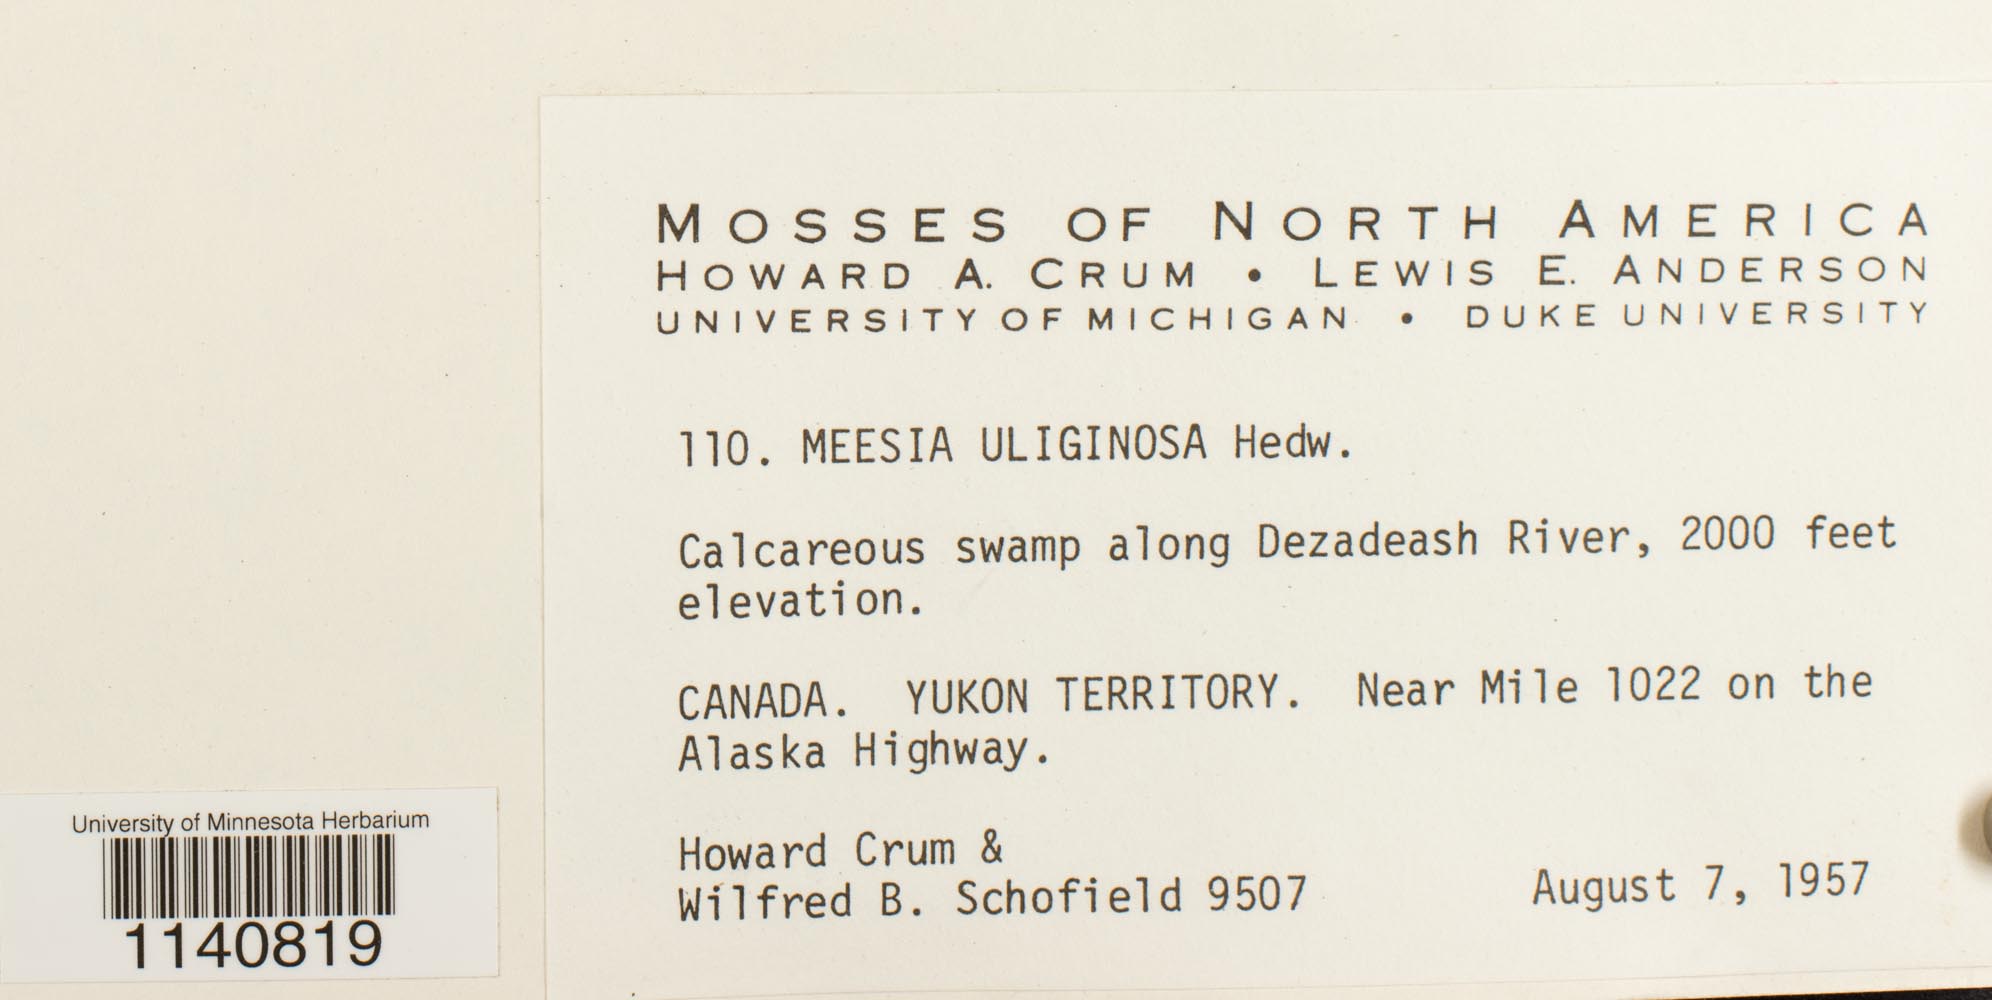 MOSSES OF NORTH AMERICA
HOWARD A. CRUM • LEWIS E. ANDERSON
UNIVERSITY OF MICHIGAN • DUKE UNIVERSITY
110. MEESIA ULIGINOSA Hedw.
Calcareous swamp along Dezadeash River, 2000 feet
elevation.
CANADA. YUKON TERRITORY. Near Mile 1022 on the
Alaska Highway.
Howard Crum &
Wilfred B. Schofield 9507 August 7, 1957
University of Minnesota Herbarium
1140819